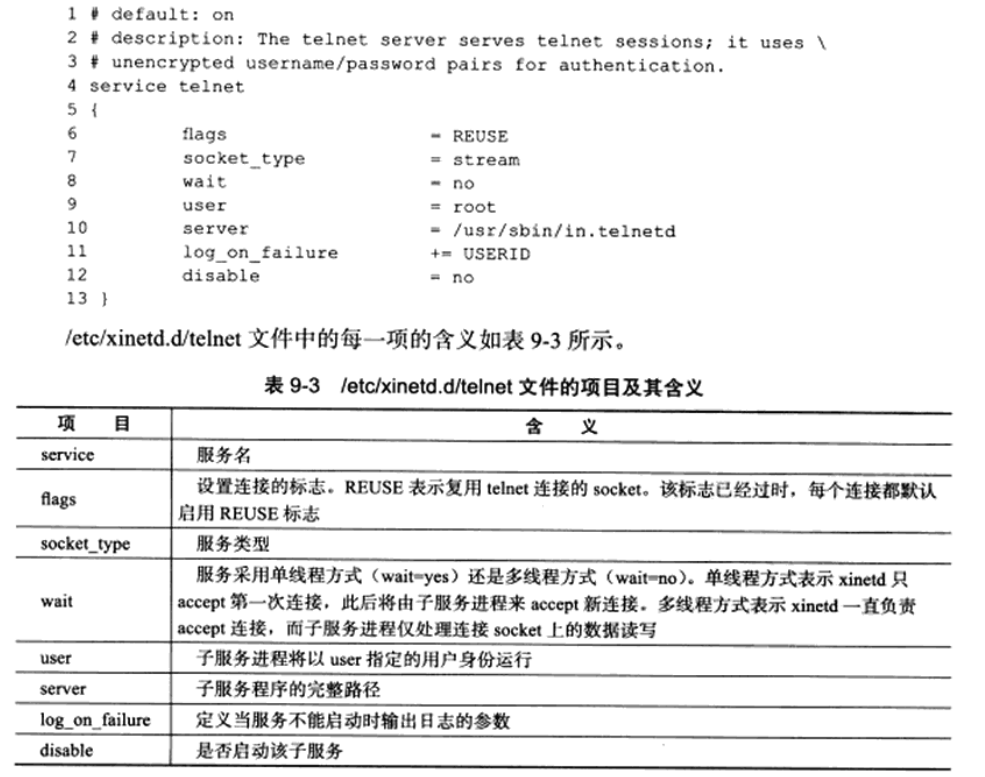 1 # default: on
2 # description: The telnet server serves telnet sessions; it uses \
3 # unencrypted username/password pairs for authentication.
4 service telnet
5 {
6 flags = REUSE
7 socket_type = stream
8 wait = no
9 user = root
10 server = /usr/sbin/in.telnetd
11 log_on_failure += USERID
12 disable = no
13 }
/etc/xinetd.d/telnet 文件中的每一项的含义如表 9-3 所示。
表 9-3 /etc/xinetd.d/telnet 文件的项目及其含义
项 目 含 义
service 服务名
flags 设置连接的标志。REUSE 表示复用 telnet 连接的 socket。该标志已经过时，每个连接都默认
启用 REUSE 标志
socket_type 服务类型
服务采用单线程方式（wait=yes）还是多线程方式（wait=no）。单线程方式表示 xinetd 只
wait accept 第一次连接，此后将由子服务进程来 accept 新连接。多线程方式表示 xinetd 一直负责
accept 连接，而子服务进程仅处理连接 socket 上的数据读写
user 子服务进程将以 user 指定的用户身份运行
server 子服务程序的完整路径
log_on_failure 定义当服务不能启动时输出日志的参数
disable 是否启动该子服务